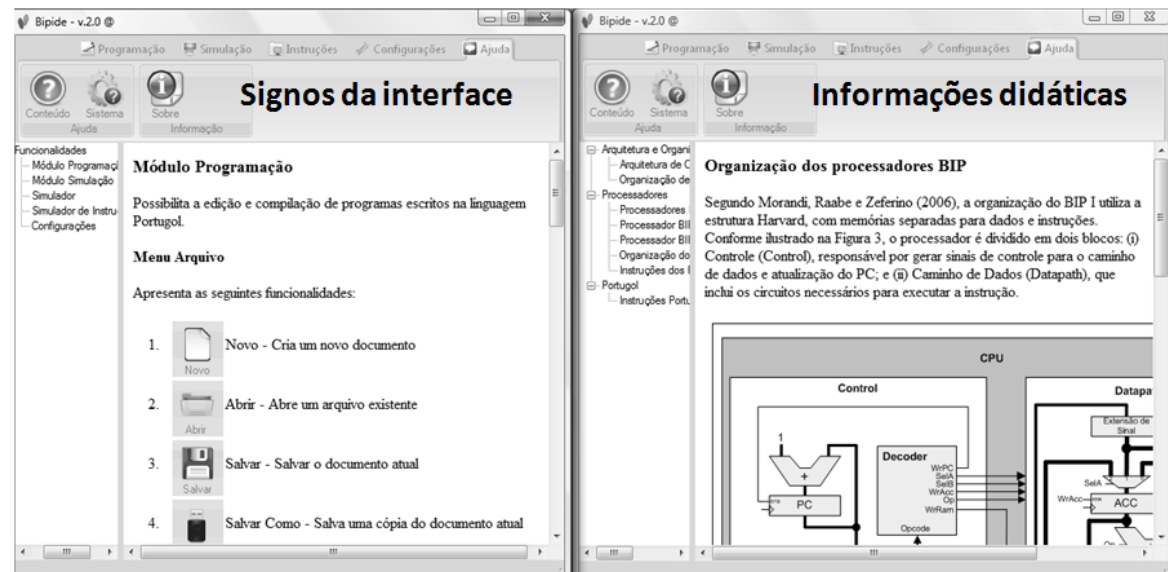 Bipide - v.2.0 @
Programação Simulação Instruções Configurações Ajuda
Conteúdo Sistema Sobre
Ajuda Informação
Signos da interface
Funcionalidades
Módulo Programaçã
Módulo Simulação
Simulador
Simulador de Instru
Configurações
Módulo Programação
Possibilita a edição e compilação de programas escritos na linguagem
Portugol.
Menu Arquivo
Apresenta as seguintes funcionalidades:
1. Novo Novo - Cria um novo documento
2. Abrir Abrir - Abre um arquivo existente
3. Salvar Salvar - Salvar o documento atual
4. Salvar Como - Salva uma cópia do documento atual
Bipide - v.2.0 @
Programação Simulação Instruções Configurações Ajuda
Conteúdo Sistema Sobre
Ajuda Informação
Informações didáticas
Arquitetura e Organi
Arquitetura de C
Organização de
Processadores
Processadores
Processador BII
Processador BII
Organização do
Instruções dos
Portugol
Instruções Portu
Organização dos processadores BIP
Segundo Morandi, Raabe e Zeferino (2006), a organização do BIP I utiliza a
estrutura Harvard, com memórias separadas para dados e instruções.
Conforme ilustrado na Figura 3, o processador é dividido em dois blocos: (i)
Controle (Control), responsável por gerar sinais de controle para o caminho
de dados e atualização do PC; e (ii) Caminho de Dados (Datapath), que
inclui os circuitos necessários para executar a instrução.
CPU
Control
1
+
PC
Decoder
WrPC
SelA
SelB
WrAcc
Op
WrRam
Opcode
Datapa
Extensão de
Sinal
SelA
WrAcc
ACC
Op